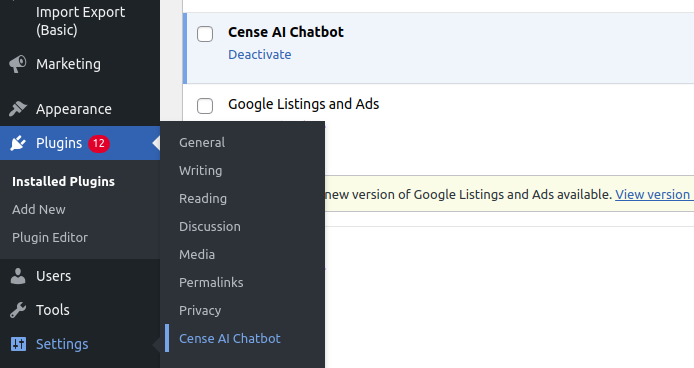 Import Export
(Basic)
Marketing
Appearance
Plugins 12
Installed Plugins
Add New
Plugin Editor
Users
Tools
Settings
General
Writing
Reading
Discussion
Media
Permalinks
Privacy
Cense AI Chatbot
Cense AI Chatbot
Deactivate
Google Listings and Ads
new version of Google Listings and Ads available. View version